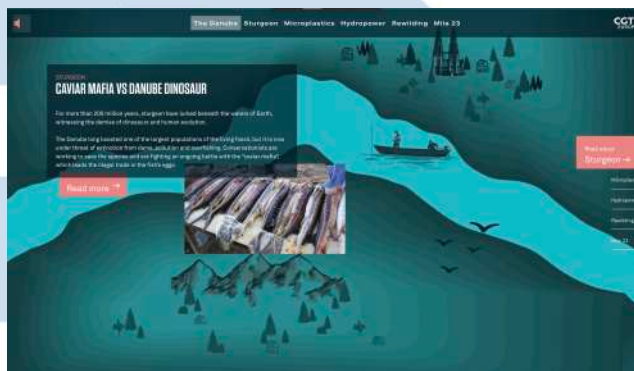 The Danube Sturgeon Microplastics Hydropower Rewilding Mile 23
CGT
STURGEON
CAVIAR MAFIA VS DANUBE DINOSAUR
For more than 200 million years, sturgeon have lurked beneath the waters of Earth,
witnessing the demise of dinosaurs and human evolution.
The Danube long boasted one of the largest populations of the living fossil, but it is now
under threat of extinction from dams, pollution and overfishing. Conservationists are
working to save the species and are fighting an ongoing battle with the "caviar mafia",
which leads the illegal trade in the fish's eggs.
Read more →
Read about
Sturgeon →
Mile 23